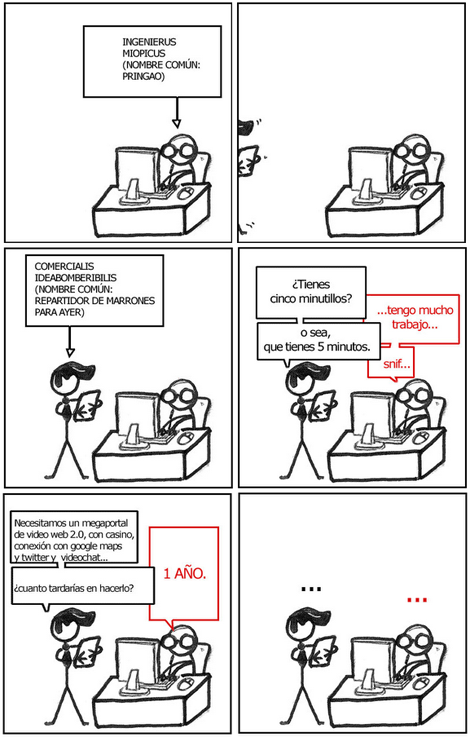 INGENIERUS
MIOPICUS
(NOMBRE COMÚN:
PRINGAO)
COMERCIALIS
IDEABOMBERIBILIS
(NOMBRE COMÚN:
REPARTIDOR DE MARRONES
PARA AYER)
¿Tienes
cinco minutillos?
...tengo mucho
trabajo...
o sea,
que tienes 5 minutos.
snif...
Necesitamos un megaportal
de video web 2.0, con casino,
conexión con google maps
y twitter y videochat...
¿cuanto tardarías en hacerlo?
1 AÑO.
...
...